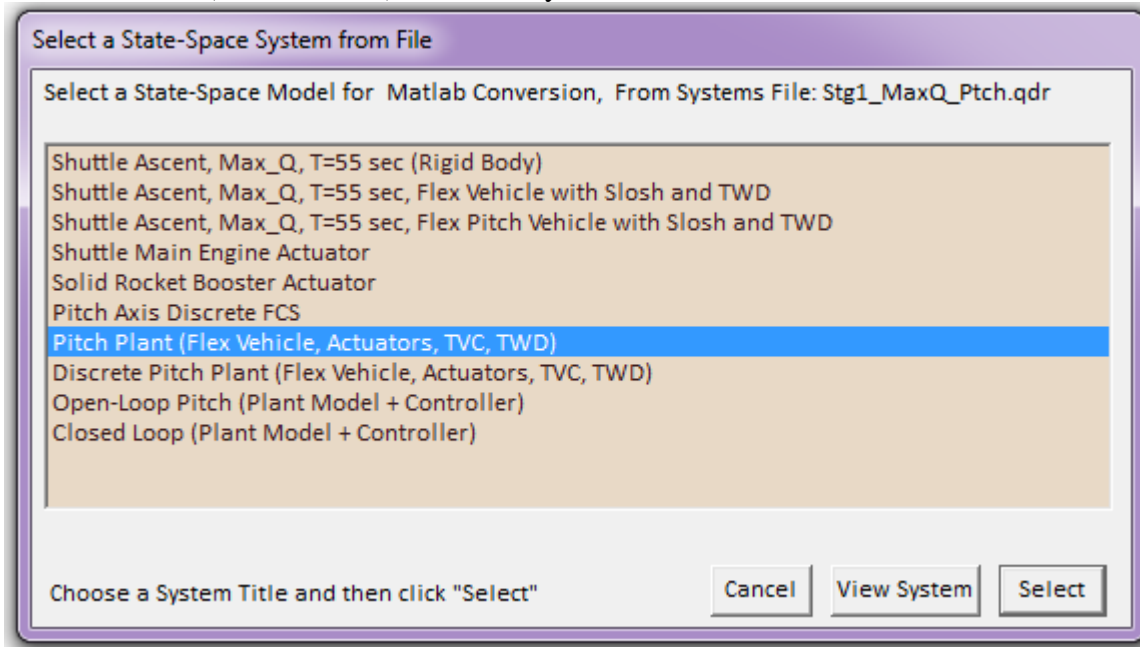 Select a State-Space System from File
Select a State-Space Model for Matlab Conversion, From Systems File: Stg1_MaxQ_Ptch.qdr
Shuttle Ascent, Max_Q, T=55 sec (Rigid Body)
Shuttle Ascent, Max_Q, T=55 sec, Flex Vehicle with Slosh and TWD
Shuttle Ascent, Max_Q, T=55 sec, Flex Pitch Vehicle with Slosh and TWD
Shuttle Main Engine Actuator
Solid Rocket Booster Actuator
Pitch Axis Discrete FCS
Pitch Plant (Flex Vehicle, Actuators, TVC, TWD)
Discrete Pitch Plant (Flex Vehicle, Actuators, TVC, TWD)
Open-Loop Pitch (Plant Model + Controller)
Closed Loop (Plant Model + Controller)
Choose a System Title and then click "Select" Cancel View System Select